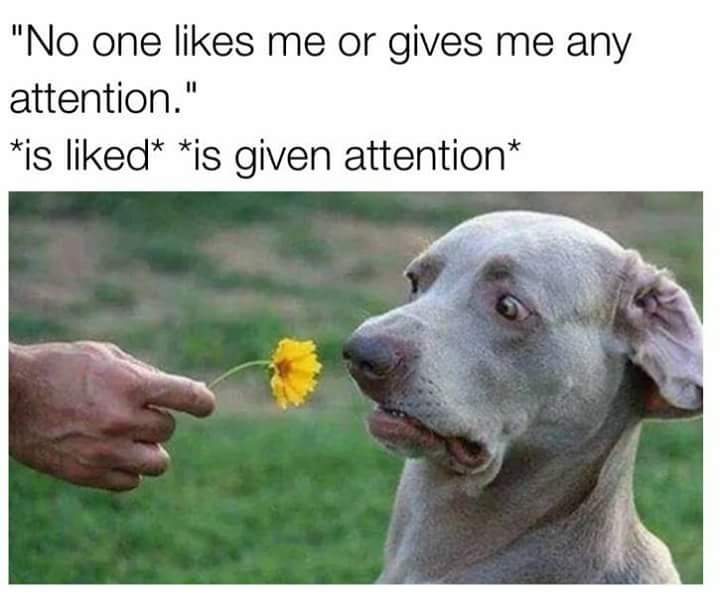 "No one likes me or gives me any
attention."
*is liked* *is given attention*